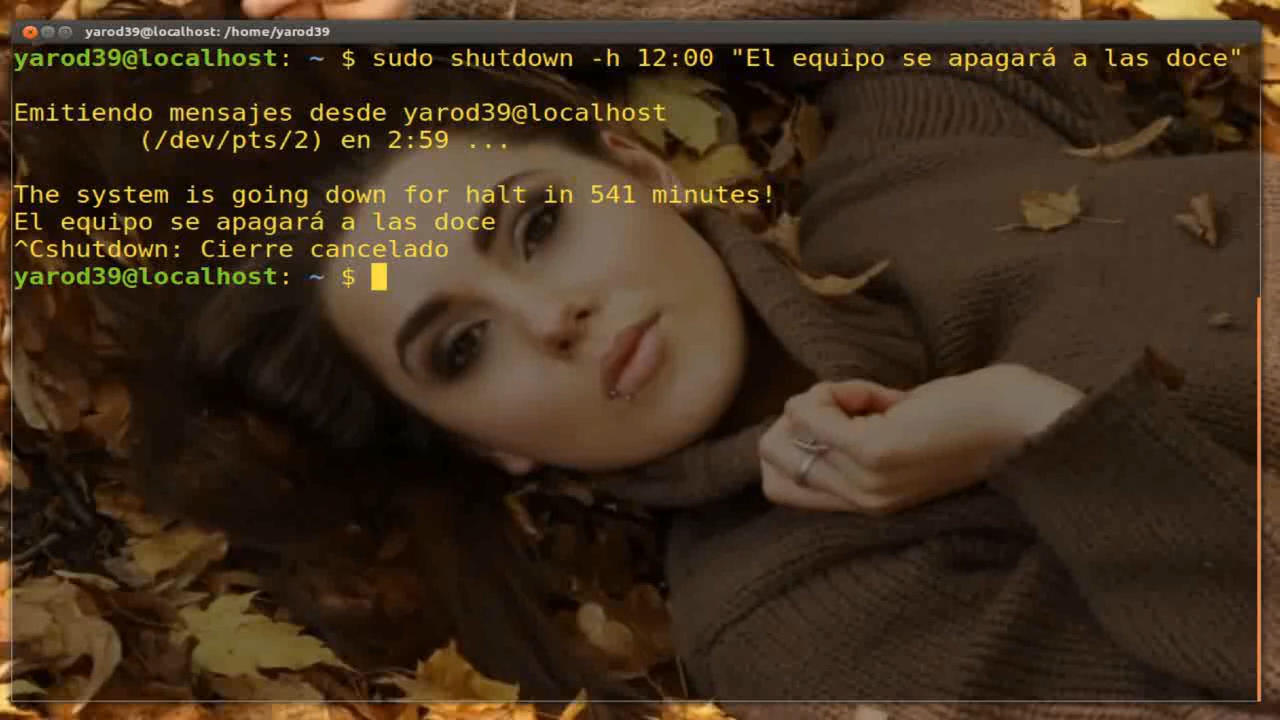 yarod39@localhost: /home/yarod39
yarod39@localhost: ~ $ sudo shutdown -h 12:00 "El equipo se apagará a las doce"
Emitiendo mensajes desde yarod39@localhost
(/dev/pts/2) en 2:59 ...
The system is going down for halt in 541 minutes!
El equipo se apagará a las doce
^Cshutdown: Cierre cancelado
yarod39@localhost: ~ $